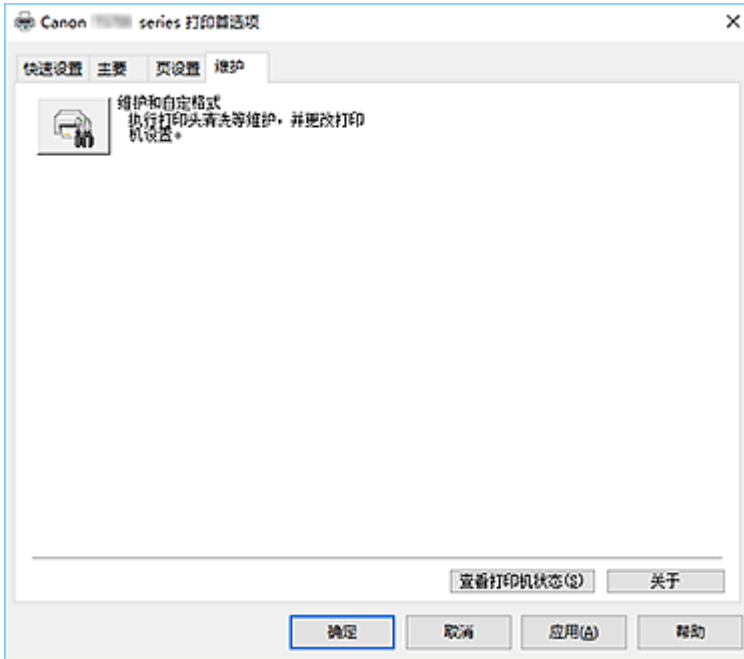 Canon series 打印首选项
快速设置 主要 页设置 维护
维护和自定格式
执行打印头清洗等维护，并更改打印
机设置。
查看打印机状态(S) 关于
确定 取消 应用(A) 帮助